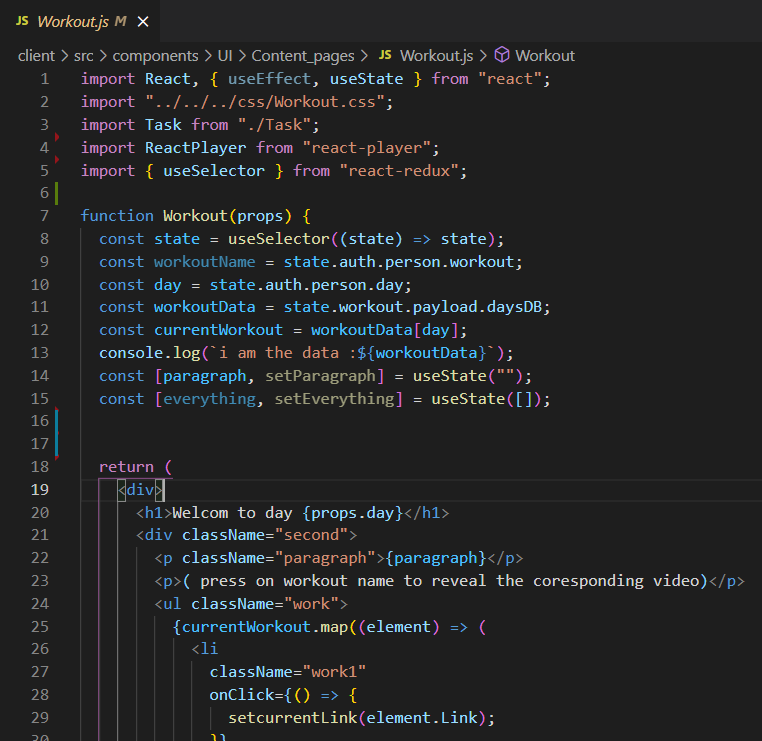 JS Workout.js M ×
client > src > components > UI > Content_pages > JS Workout.js > Workout
1 import React, { useEffect, useState } from "react";
2 import "../../../css/Workout.css";
3 import Task from "./Task";
4 import ReactPlayer from "react-player";
5 import { useSelector } from "react-redux";
6
7 function Workout(props) {
8 const state = useSelector((state) => state);
9 const workoutName = state.auth.person.workout;
10 const day = state.auth.person.day;
11 const workoutData = state.workout.payload.daysDB;
12 const currentWorkout = workoutData[day];
13 console.log(`i am the data :${workoutData}`);
14 const [paragraph, setParagraph] = useState("");
15 const [everything, setEverything] = useState([]);
16
17
18 return (
19 <div>
20 <h1>Welcom to day {props.day}</h1>
21 <div className="second">
22 <p className="paragraph">{paragraph}</p>
23 <p>( press on workout name to reveal the coresponding video)</p>
24 <ul className="work">
25 {currentWorkout.map((element) => (
26 <li
27 className="work1"
28 onClick={() => {
29 setcurrentLink(element.Link);
30 }}